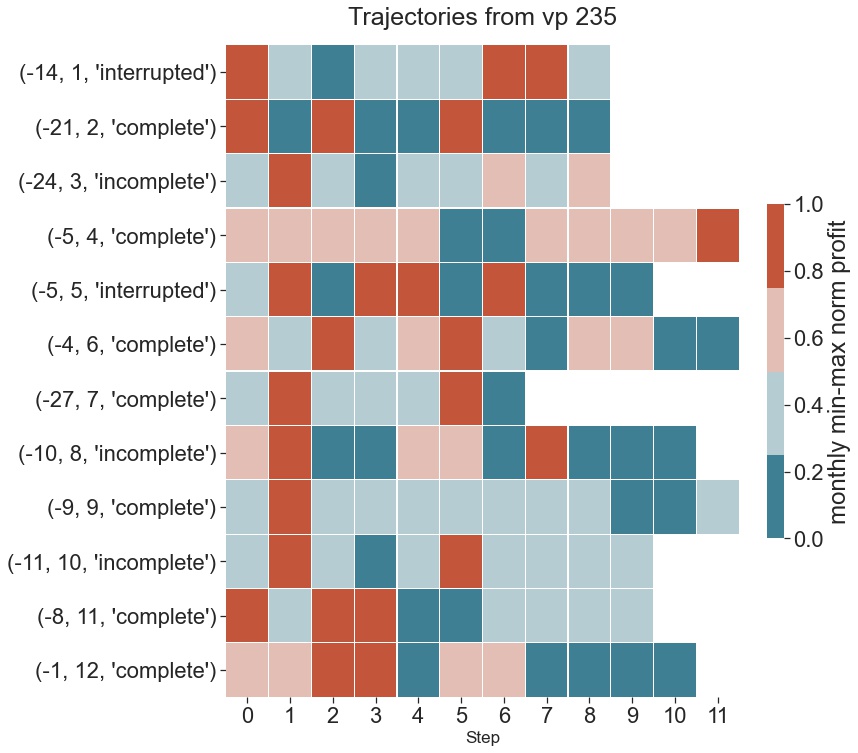 Trajectories from vp 235
(-14, 1, 'interrupted')
(-21, 2, 'complete')
(-24, 3, 'incomplete')
(-5, 4, 'complete')
(-5, 5, 'interrupted')
(-4, 6, 'complete')
(-27, 7, 'complete')
(-10, 8, 'incomplete')
(-9, 9, 'complete')
(-11, 10, 'incomplete')
(-8, 11, 'complete')
(-1, 12, 'complete')
0 1 2 3 4 5 6 7 8 9 10 11
Step
1.0
0.8
0.6
0.4
0.2
0.0
monthly min-max norm profit